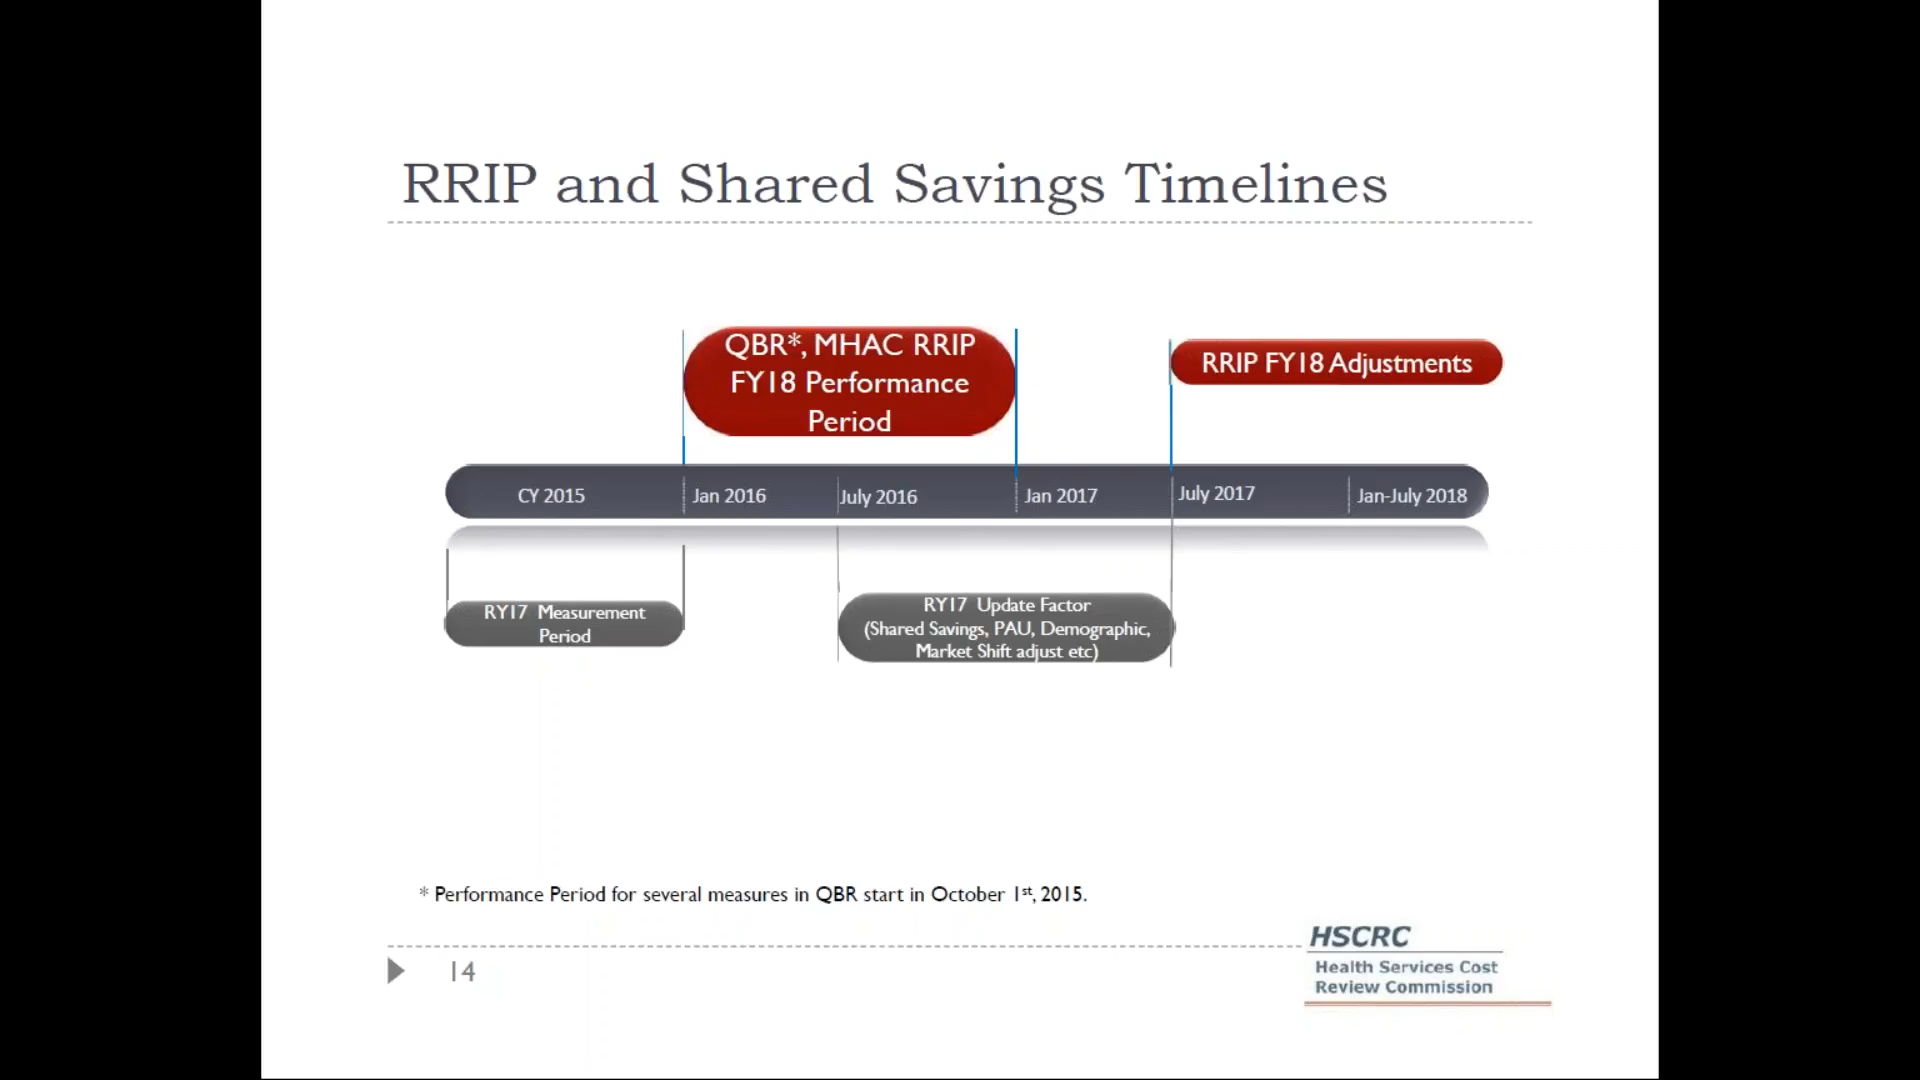 RRIP and Shared Savings Timelines
QBR*, MHAC RRIP
FY18 Performance
Period
RRIP FY18 Adjustments
CY 2015
Jan 2016
July 2016
Jan 2017
July 2017
Jan-July 2018
RY17 Measurement
Period
RY17 Update Factor
(Shared Savings, PAU, Demographic,
Market Shift adjust etc)
* Performance Period for several measures in QBR start in October 1st, 2015.
14
HSCRC
Health Services Cost
Review Commission